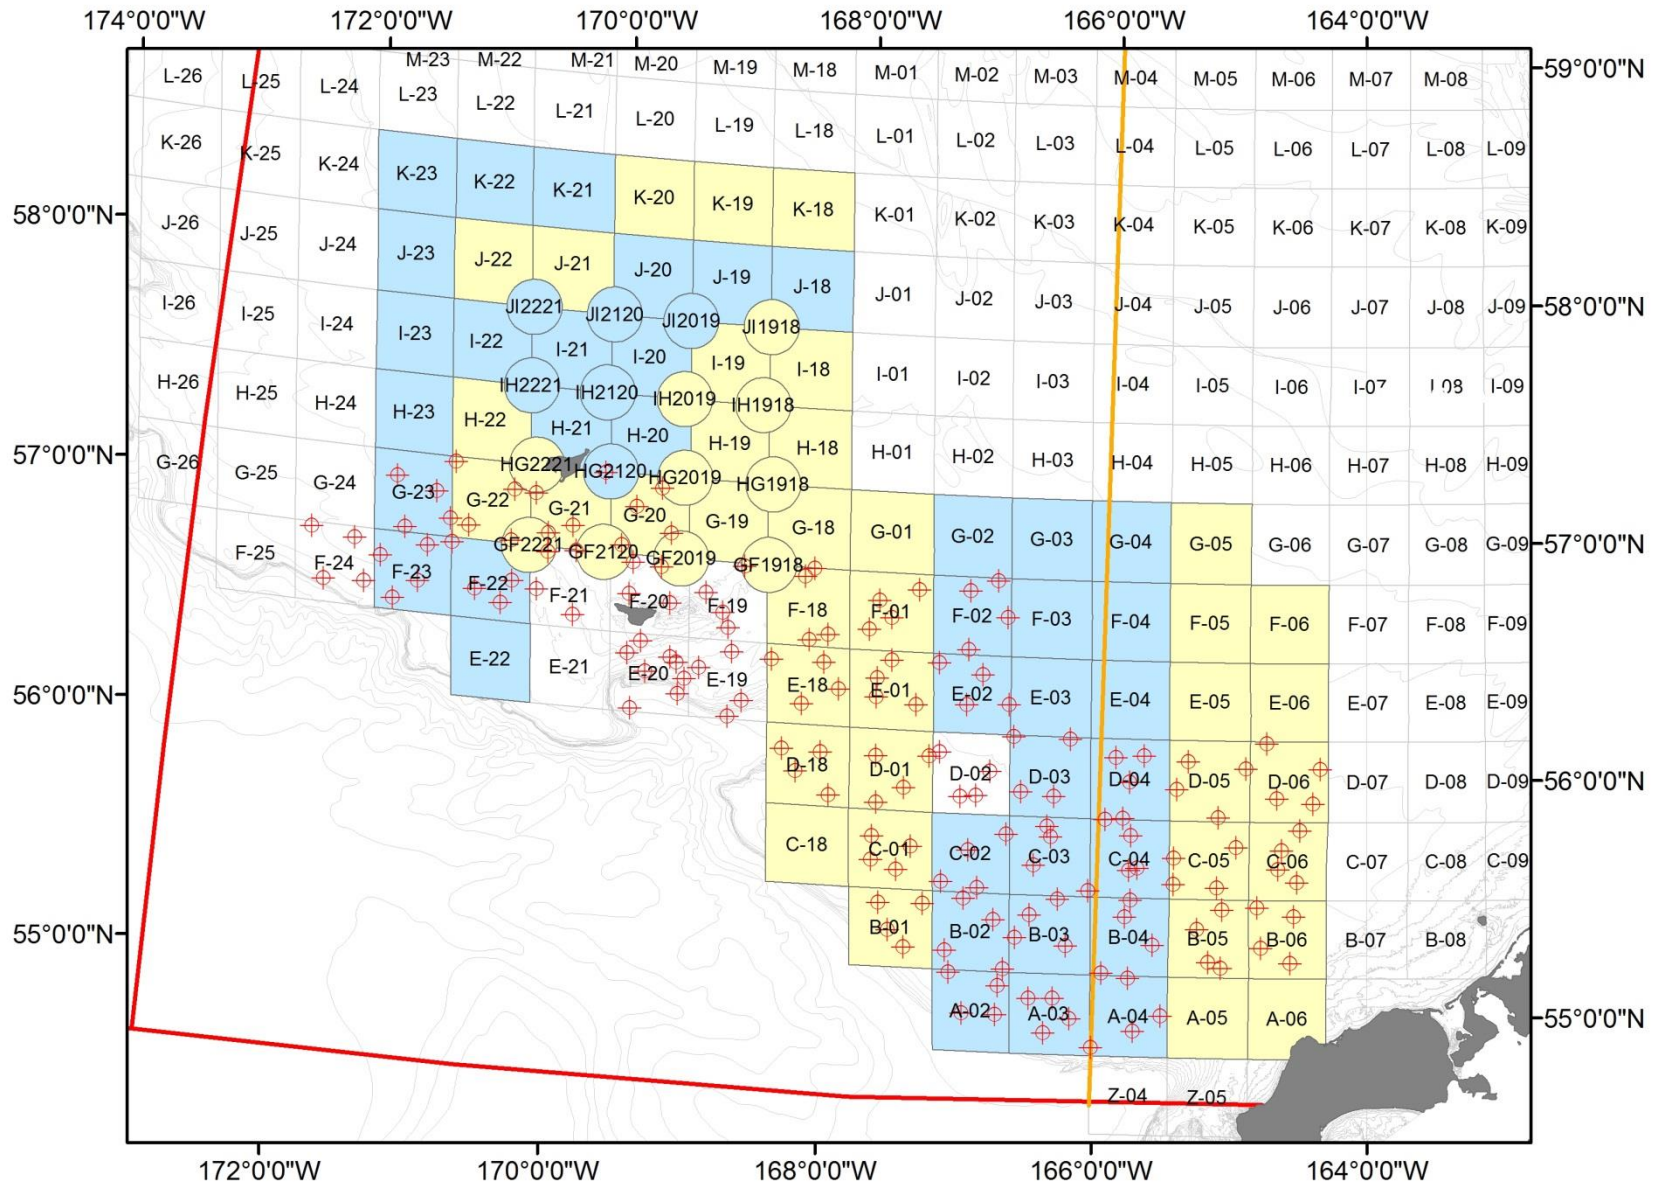 174°0'0"W 172°0'0"W 170°0'0"W 168°0'0"W 166°0'0"W 164°0'0"W
M-23 M-22 M-21 M-20 M-19 M-18 M-01 M-02 M-03 M-04 M-05 M-06 M-07 M-08
59°0'0"N
L-26 L-25 L-24 L-23 L-22 L-21 L-20 L-19 L-18 L-01 L-02 L-03 L-04 L-05 L-06 L-07 L-08 L-09
K-26 K-25 K-24 K-23 K-22 K-21 K-20 K-19 K-18 K-01 K-02 K-03 K-04 K-05 K-06 K-07 K-08 K-09
58°0'0"N
J-26 J-25 J-24 J-23 J-22 J-21 J-20 J-19 J-18 J-01 J-02 J-03 J-04 J-05 J-06 J-07 J-08 J-09
58°0'0"N
JI2221 JI2120 JI2019 JI1918
I-26 I-25 I-24 I-23 I-22 I-21 I-20 I-19 I-18 I-01 I-02 I-03 I-04 I-05 I-06 I-07 I-08 I-09
IH2221 IH2120 IH2019 IH1918
H-26 H-25 H-24 H-23 H-22 H-21 H-20 H-19 H-18 H-01 H-02 H-03 H-04 H-05 H-06 H-07 H-08 H-09
57°0'0"N
HG2221 HG2120 HG2019 HG1918
G-26 G-25 G-24 G-23 G-22 G-21 G-20 G-19 G-18 G-01 G-02 G-03 G-04 G-05 G-06 G-07 G-08 G-09
57°0'0"N
GF2221 GF2120 GF2019 GF1918
F-25 F-24 F-23 F-22 F-21 F-20 F-19 F-18 F-01 F-02 F-03 F-04 F-05 F-06 F-07 F-08 F-09
E-22 E-21 E-20 E-19 E-18 E-01 E-02 E-03 E-04 E-05 E-06 E-07 E-08 E-09
56°0'0"N
D-18 D-01 D-02 D-03 D-04 D-05 D-06 D-07 D-08 D-09
56°0'0"N
C-18 C-01 C-02 C-03 C-04 C-05 C-06 C-07 C-08 C-09
55°0'0"N
B-01 B-02 B-03 B-04 B-05 B-06 B-07 B-08
A-02 A-03 A-04 A-05 A-06
55°0'0"N
Z-04 Z-05
172°0'0"W 170°0'0"W 168°0'0"W 166°0'0"W 164°0'0"W